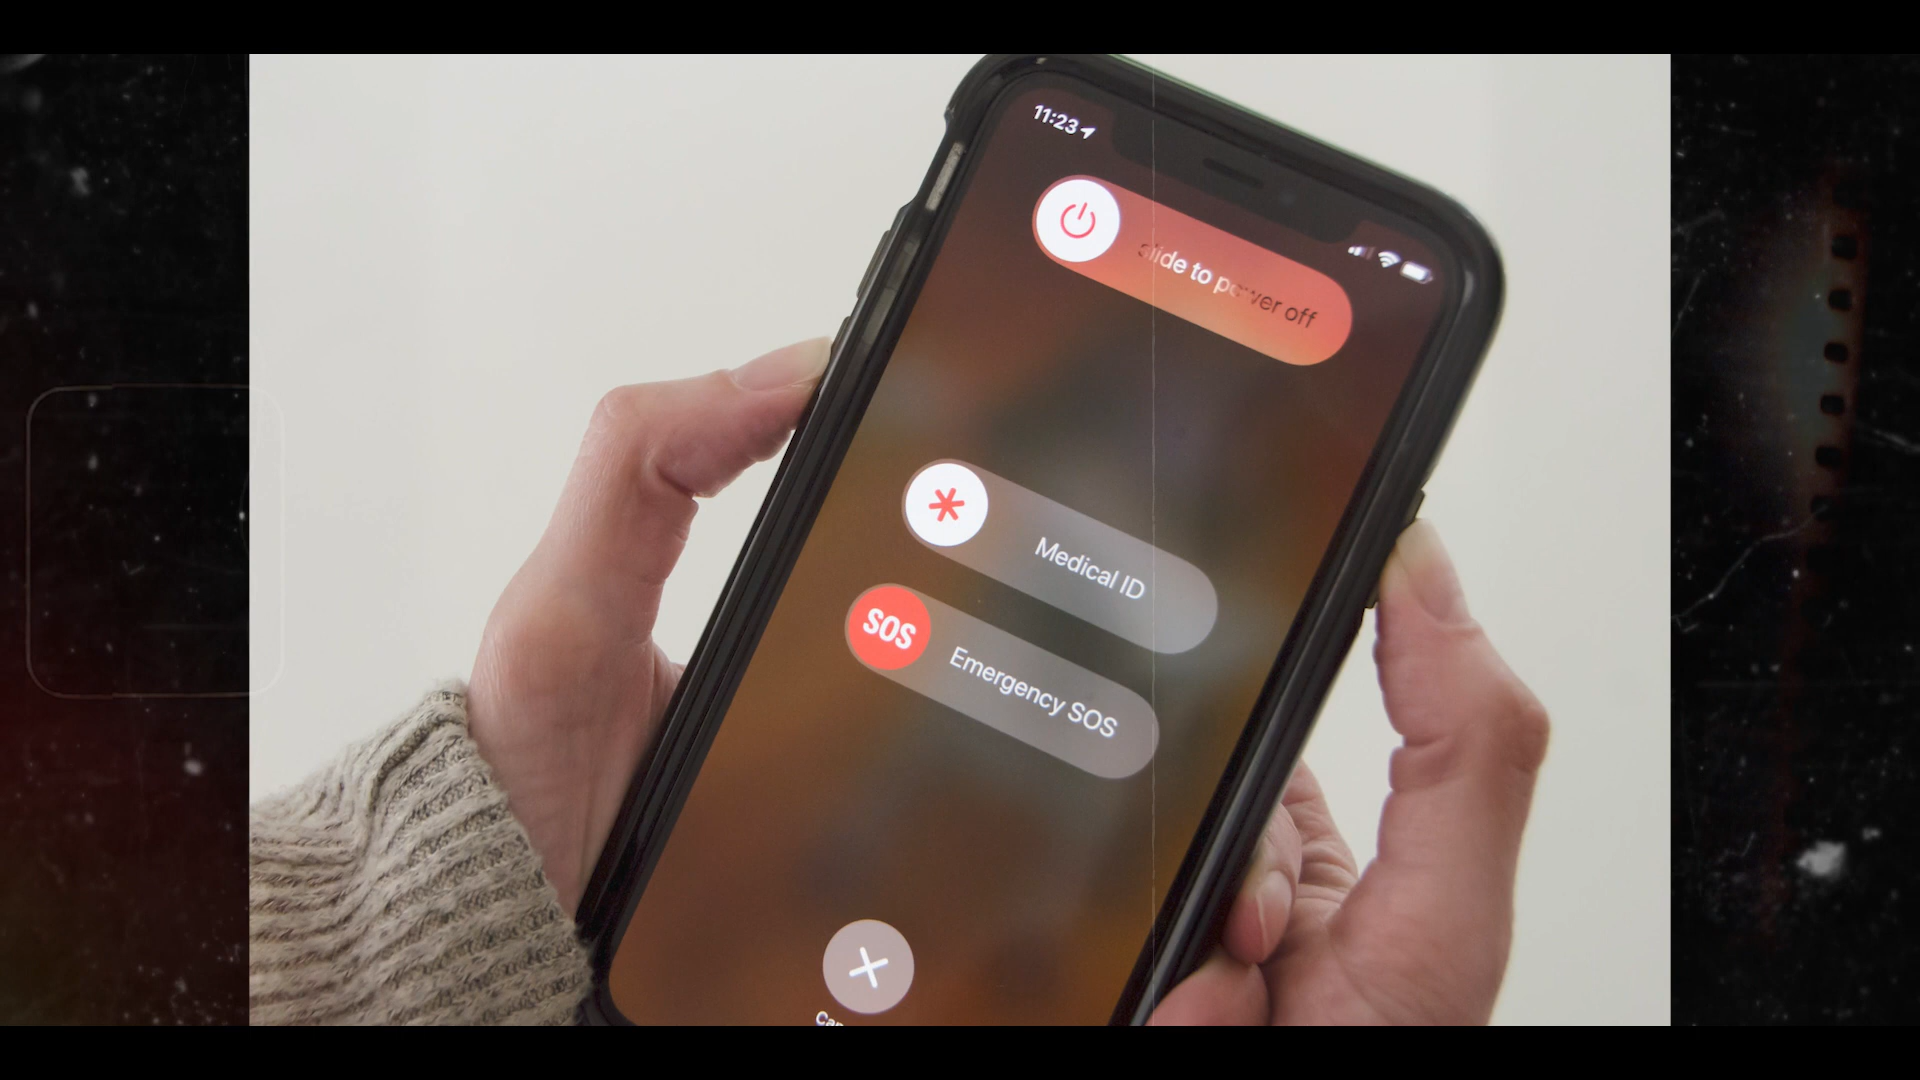 11:23
slide to power off
Medical ID
SOS
Emergency SOS